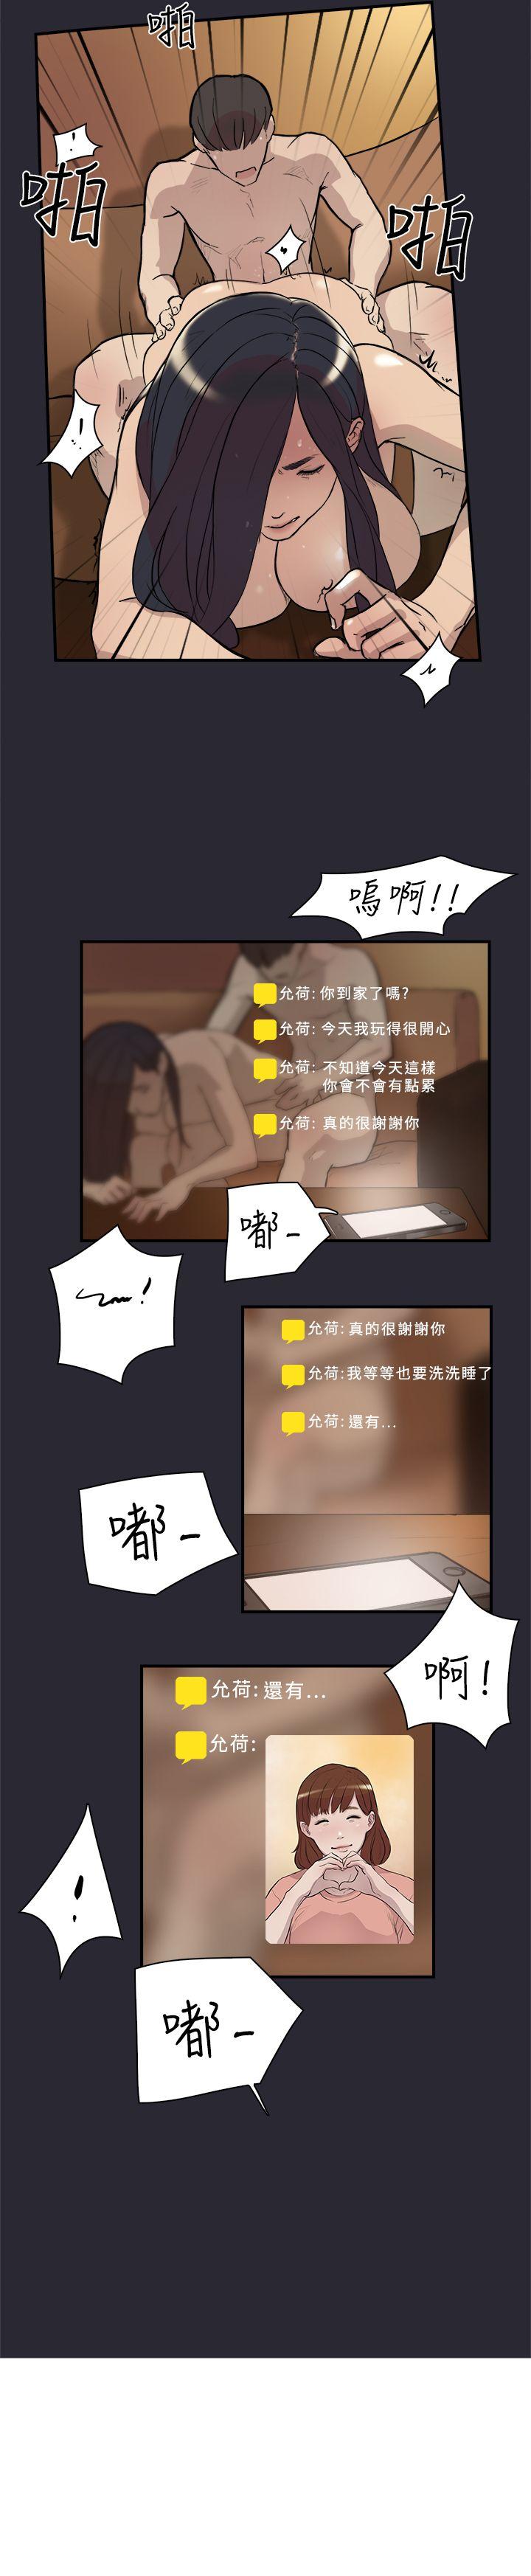 啪
啪
啪
嗚啊!!
允荷: 你到家了嗎?
允荷: 今天我玩得很開心
允荷: 不知道今天這樣
你會不會有點累
允荷: 真的很謝謝你
嘟-
允荷: 真的很謝謝你
允荷:我等等也要洗洗睡了
允荷: 還有...
嘟-
啊!
允荷: 還有...
允荷:
嘟-